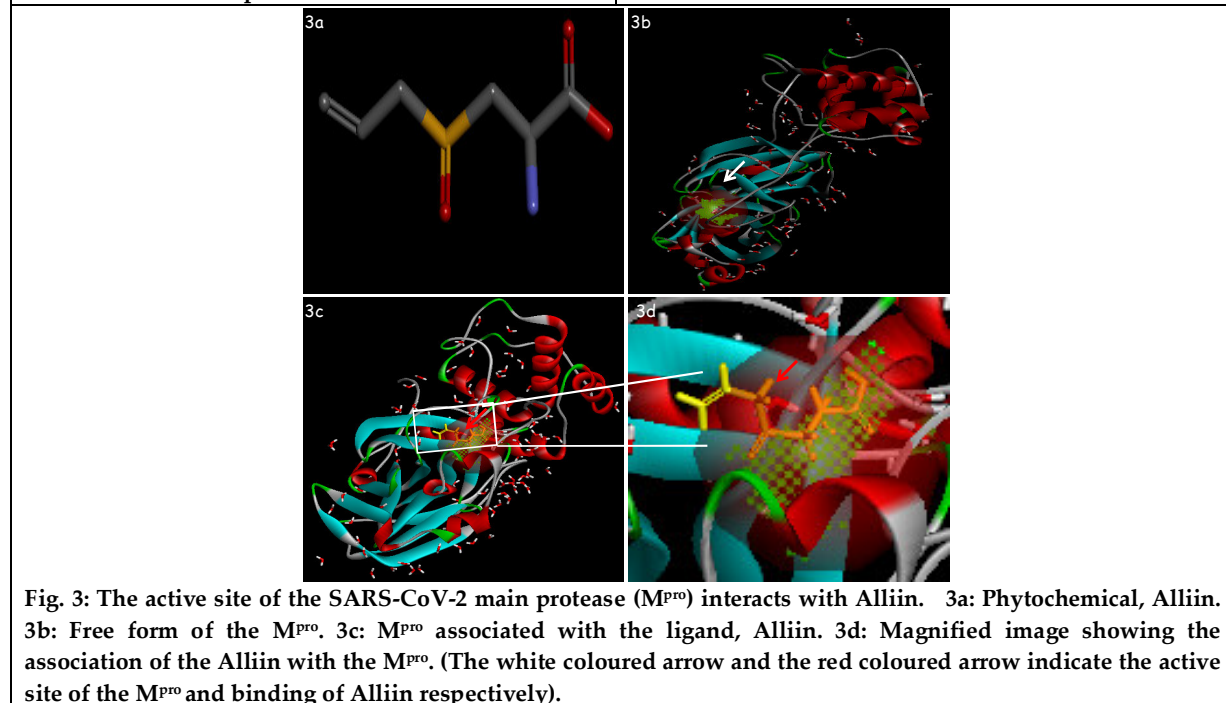 3a
3b
3c
3d
Fig. 3: The active site of the SARS-CoV-2 main protease (Mpro) interacts with Alliin. 3a: Phytochemical, Alliin.
3b: Free form of the Mpro. 3c: Mpro associated with the ligand, Alliin. 3d: Magnified image showing the
association of the Alliin with the Mpro. (The white coloured arrow and the red coloured arrow indicate the active
site of the Mpro and binding of Alliin respectively).